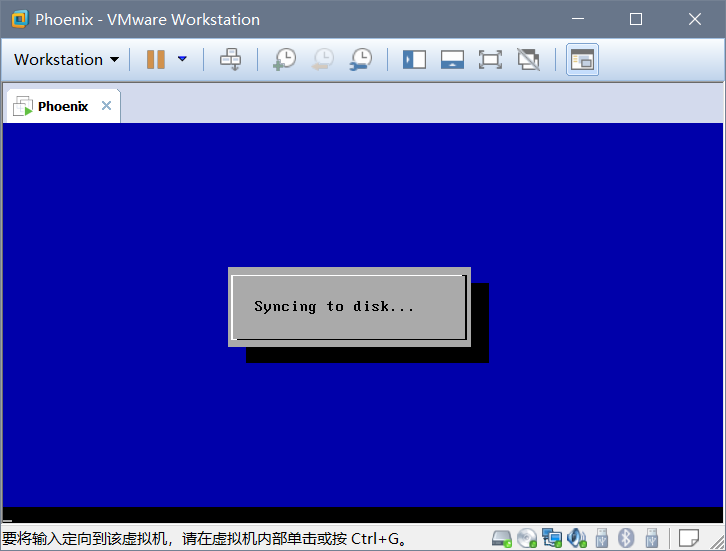 Phoenix - VMware Workstation
Workstation
Phoenix
Syncing to disk...
要将输入定向到该虚拟机，请在虚拟机内部单击或按 Ctrl+G。